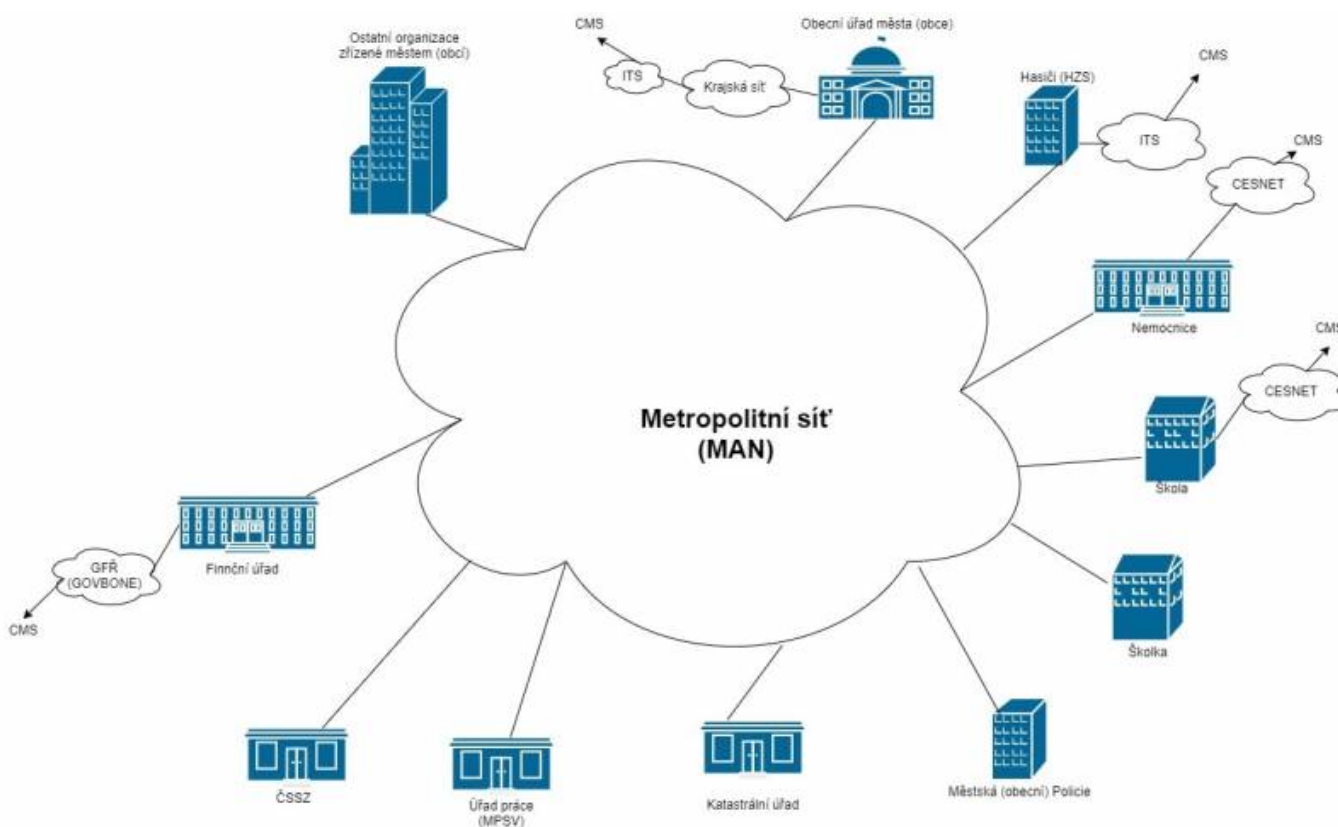 CMS
Obecní úřad města (obce)
Ostatní organizace
zřízené městem (obcí)
ITS
Krajská síť
Hasiči (HZS)
CMS
ITS
CMS
CESNET
Nemocnice
CMS
CESNET
Metropolitní síť
(MAN)
Škola
Finnční úřad
GFŘ
(GOVBONE)
CMS
Školka
ČSSZ
Úřad práce
(MPSV)
Katastrální úřad
Městská (obecní) Policie